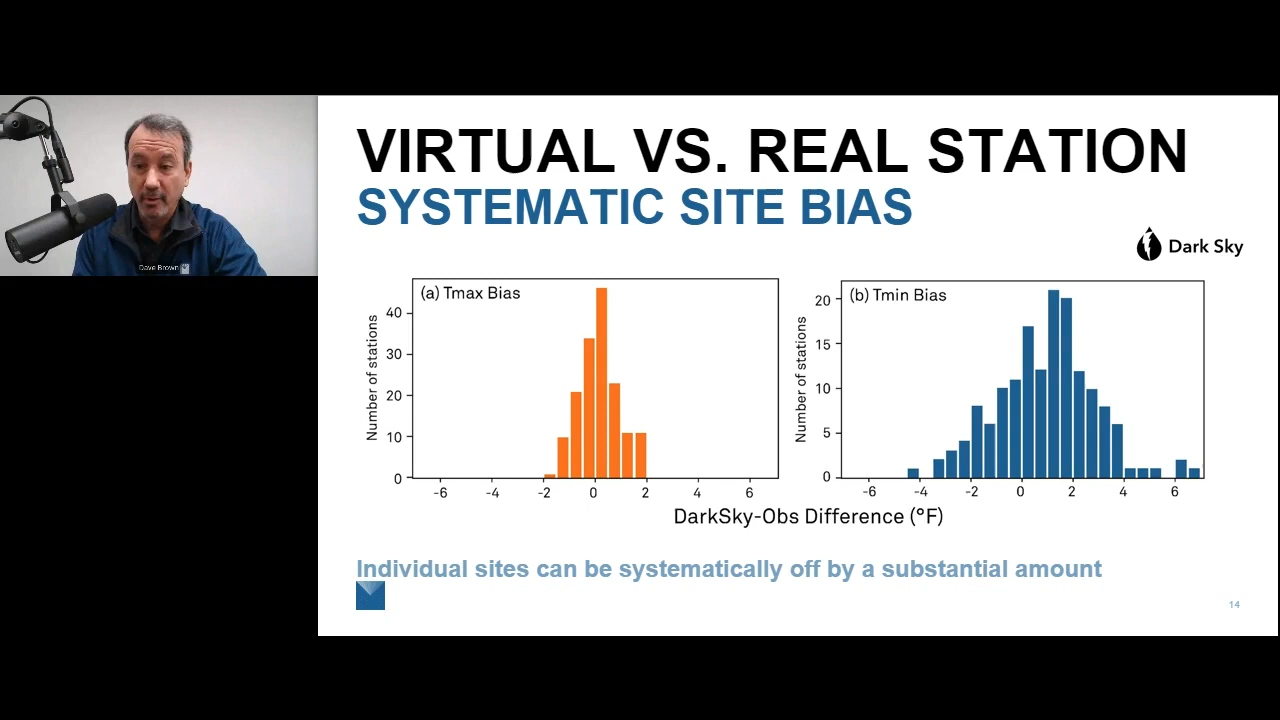 Dave Brown
VIRTUAL VS. REAL STATION
SYSTEMATIC SITE BIAS
Dark Sky
(a) Tmax Bias
Number of stations
40
30
20
10
0
-6 -4 -2 0 2 4 6
(b) Tmin Bias
Number of stations
20
15
10
5
0
-6 -4 -2 0 2 4 6
DarkSky-Obs Difference (°F)
Individual sites can be systematically off by a substantial amount
14